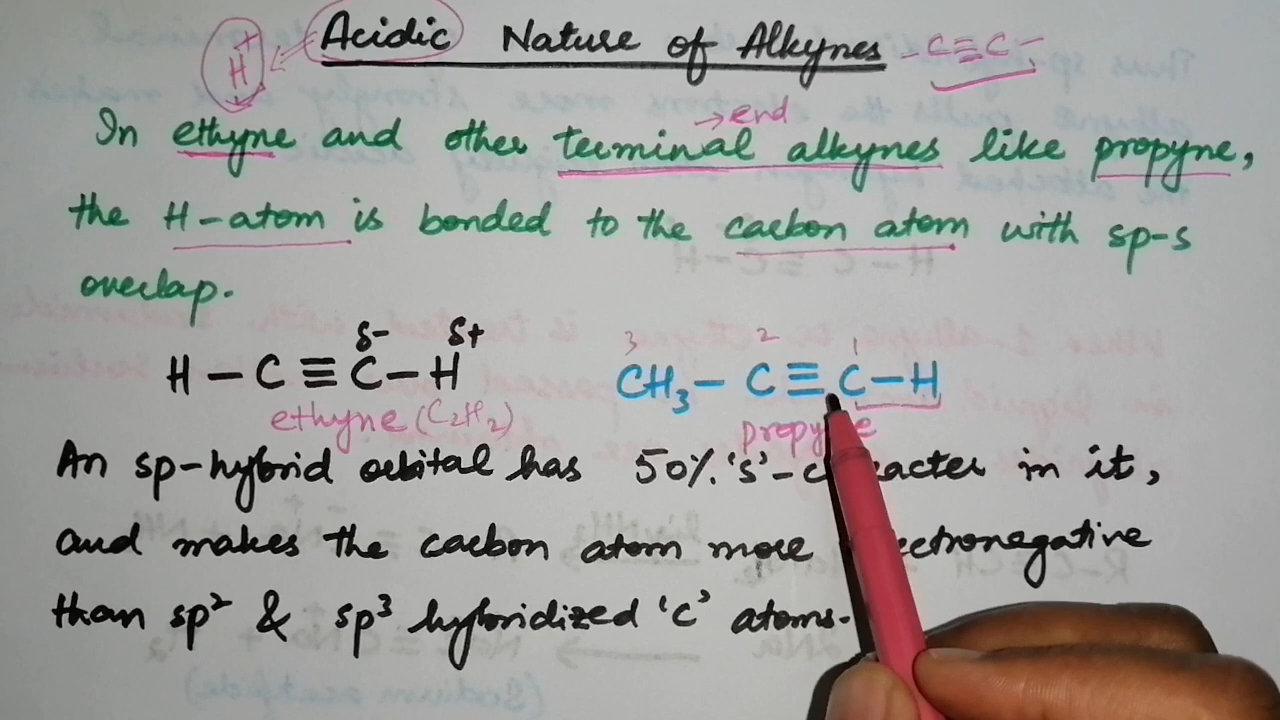 H+ Acidic Nature of Alkynes -C≡C-
→end
In ethyne and other terminal alkynes like propyne,
the H-atom is bonded to the carbon atom with sp-s
overlap.
δ- δ+
3 2 1
H-C≡C-H CH₃-C≡C-H
ethyne (C₂H₂) propyne
An sp-hybrid orbital has 50% 's'- in it,
and makes the carbon atom more
than sp² & sp³ hybridized 'C' atoms.
(Sodium acetylide)